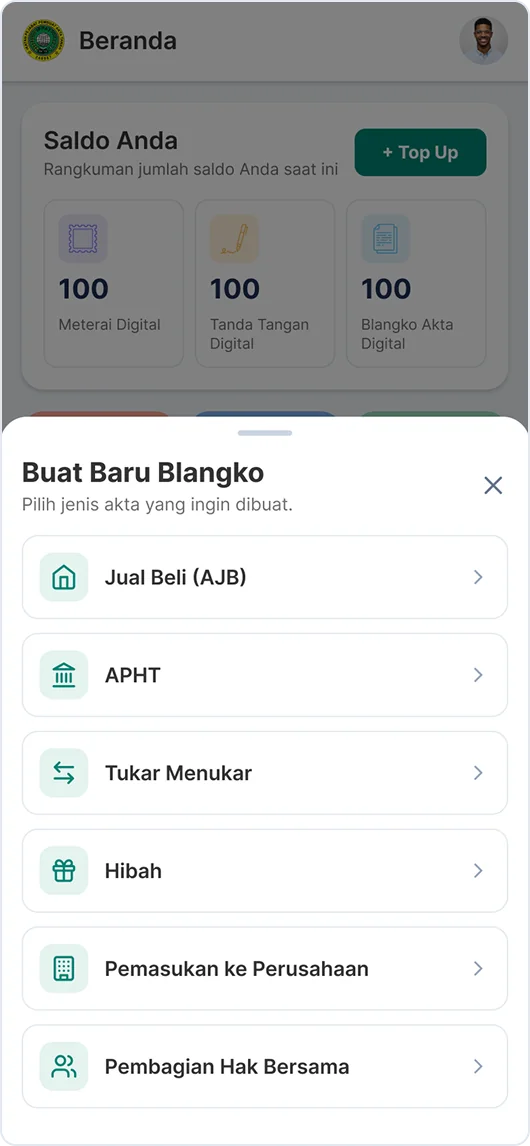 Beranda
Saldo Anda
Rangkuman jumlah saldo Anda saat ini
+ Top Up
100
Meterai Digital
100
Tanda Tangan
Digital
100
Blangko Akta
Digital
Buat Baru Blangko
Pilih jenis akta yang ingin dibuat.
Jual Beli (AJB)
APHT
Tukar Menukar
Hibah
Pemasukan ke Perusahaan
Pembagian Hak Bersama